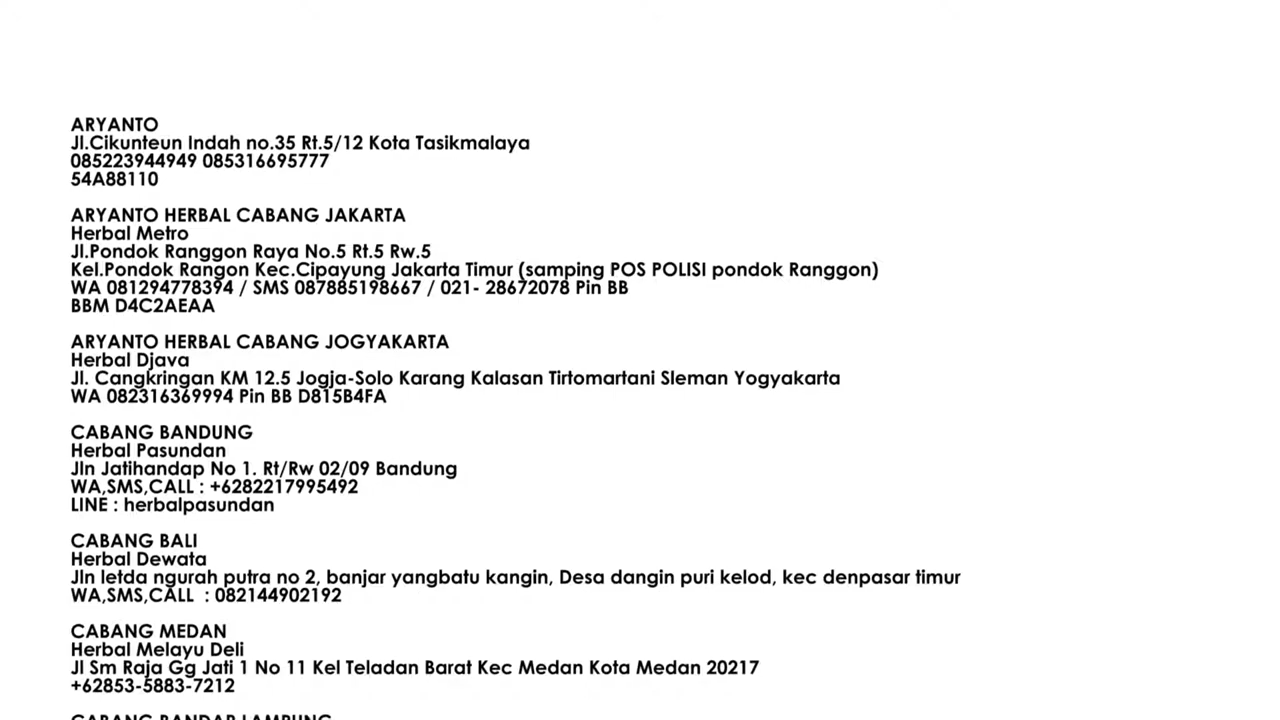 ARYANTO
Jl.Cikunteun Indah no.35 Rt.5/12 Kota Tasikmalaya
085223944949 085316695777
54A88110
ARYANTO HERBAL CABANG JAKARTA
Herbal Metro
Jl.Pondok Ranggon Raya No.5 Rt.5 Rw.5
Kel.Pondok Rangon Kec.Cipayung Jakarta Timur (samping POS POLISI pondok Ranggon)
WA 081294778394 / SMS 087885198667 / 021- 28672078 Pin BB
BBM D4C2AEAA
ARYANTO HERBAL CABANG JOGYAKARTA
Herbal Djava
Jl. Cangkringan KM 12.5 Jogja-Solo Karang Kalasan Tirtomartani Sleman Yogyakarta
WA 082316369994 Pin BB D815B4FA
CABANG BANDUNG
Herbal Pasundan
Jln Jatihandap No 1. Rt/Rw 02/09 Bandung
WA,SMS,CALL : +6282217995492
LINE : herbalpasundan
CABANG BALI
Herbal Dewata
Jln letda ngurah putra no 2, banjar yangbatu kangin, Desa dangin puri kelod, kec denpasar timur
WA,SMS,CALL  : 082144902192
CABANG MEDAN
Herbal Melayu Deli
Jl Sm Raja Gg Jati 1 No 11 Kel Teladan Barat Kec Medan Kota Medan 20217
+62853-5883-7212
CABANG BANDAR LAMPUNG